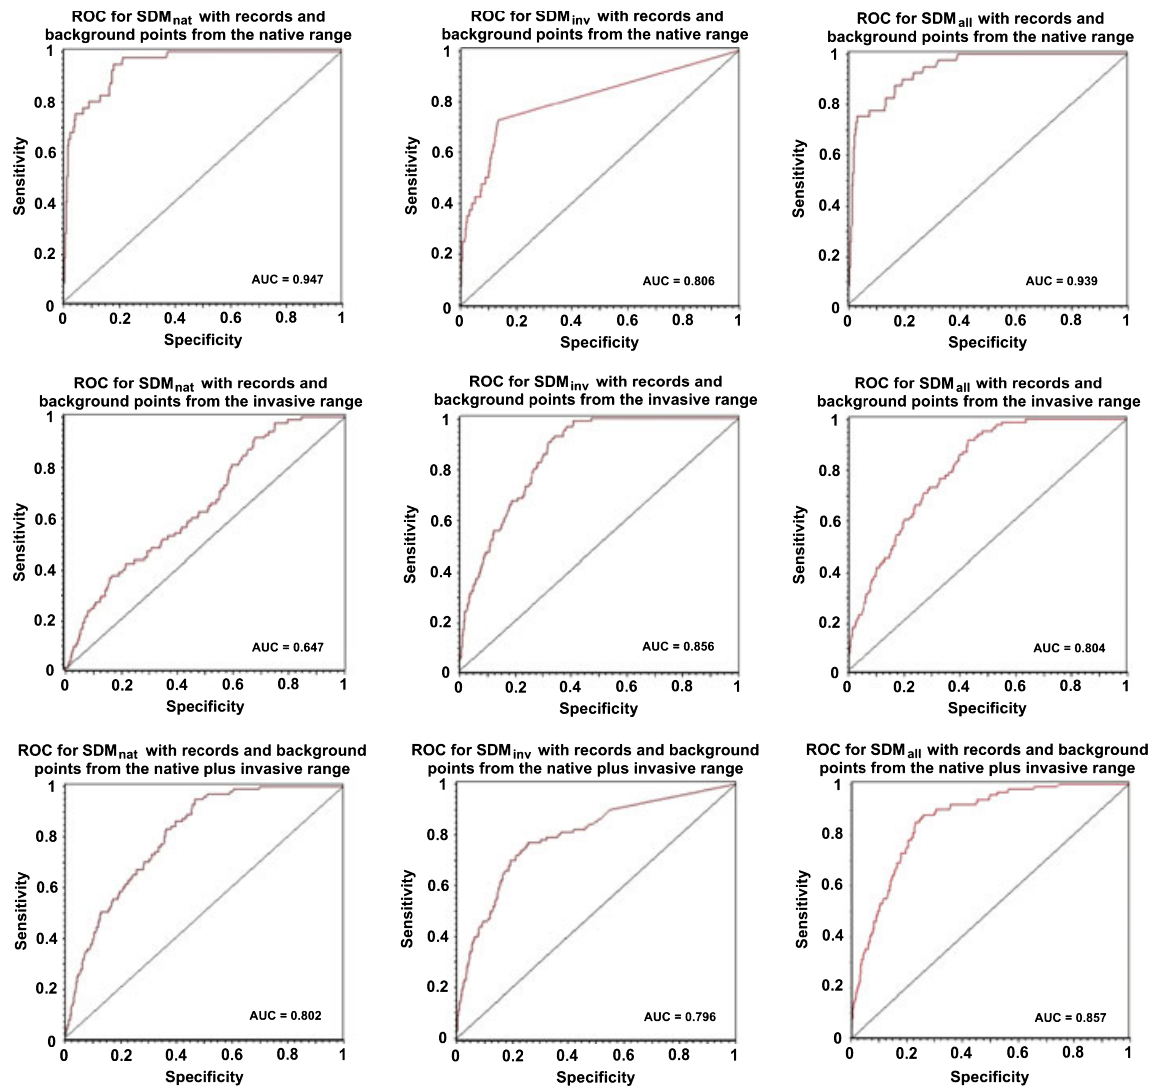 ROC for SDMnat with records and
background points from the native range
1
0.8
0.6
0.4
0.2
0
Sensitivity
AUC = 0.947
0 0.2 0.4 0.6 0.8 1
Specificity
ROC for SDMinv with records and
background points from the native range
1
0.8
0.6
0.4
0.2
0
Sensitivity
AUC = 0.806
0 0.2 0.4 0.6 0.8 1
Specificity
ROC for SDMall with records and
background points from the native range
1
0.8
0.6
0.4
0.2
0
Sensitivity
AUC = 0.939
0 0.2 0.4 0.6 0.8 1
Specificity
ROC for SDMnat with records and
background points from the invasive range
1
0.8
0.6
0.4
0.2
0
Sensitivity
AUC = 0.647
0 0.2 0.4 0.6 0.8 1
Specificity
ROC for SDMinv with records and
background points from the invasive range
1
0.8
0.6
0.4
0.2
0
Sensitivity
AUC = 0.856
0 0.2 0.4 0.6 0.8 1
Specificity
ROC for SDMall with records and
background points from the invasive range
1
0.8
0.6
0.4
0.2
0
Sensitivity
AUC = 0.804
0 0.2 0.4 0.6 0.8 1
Specificity
ROC for SDMnat with records and background
points from the native plus invasive range
1
0.8
0.6
0.4
0.2
0
Sensitivity
AUC = 0.802
0 0.2 0.4 0.6 0.8 1
Specificity
ROC for SDMinv with records and background
points from the native plus invasive range
1
0.8
0.6
0.4
0.2
0
Sensitivity
AUC = 0.796
0 0.2 0.4 0.6 0.8 1
Specificity
ROC for SDMall with records and background
points from the native plus invasive range
1
0.8
0.6
0.4
0.2
0
Sensitivity
AUC = 0.857
0 0.2 0.4 0.6 0.8 1
Specificity